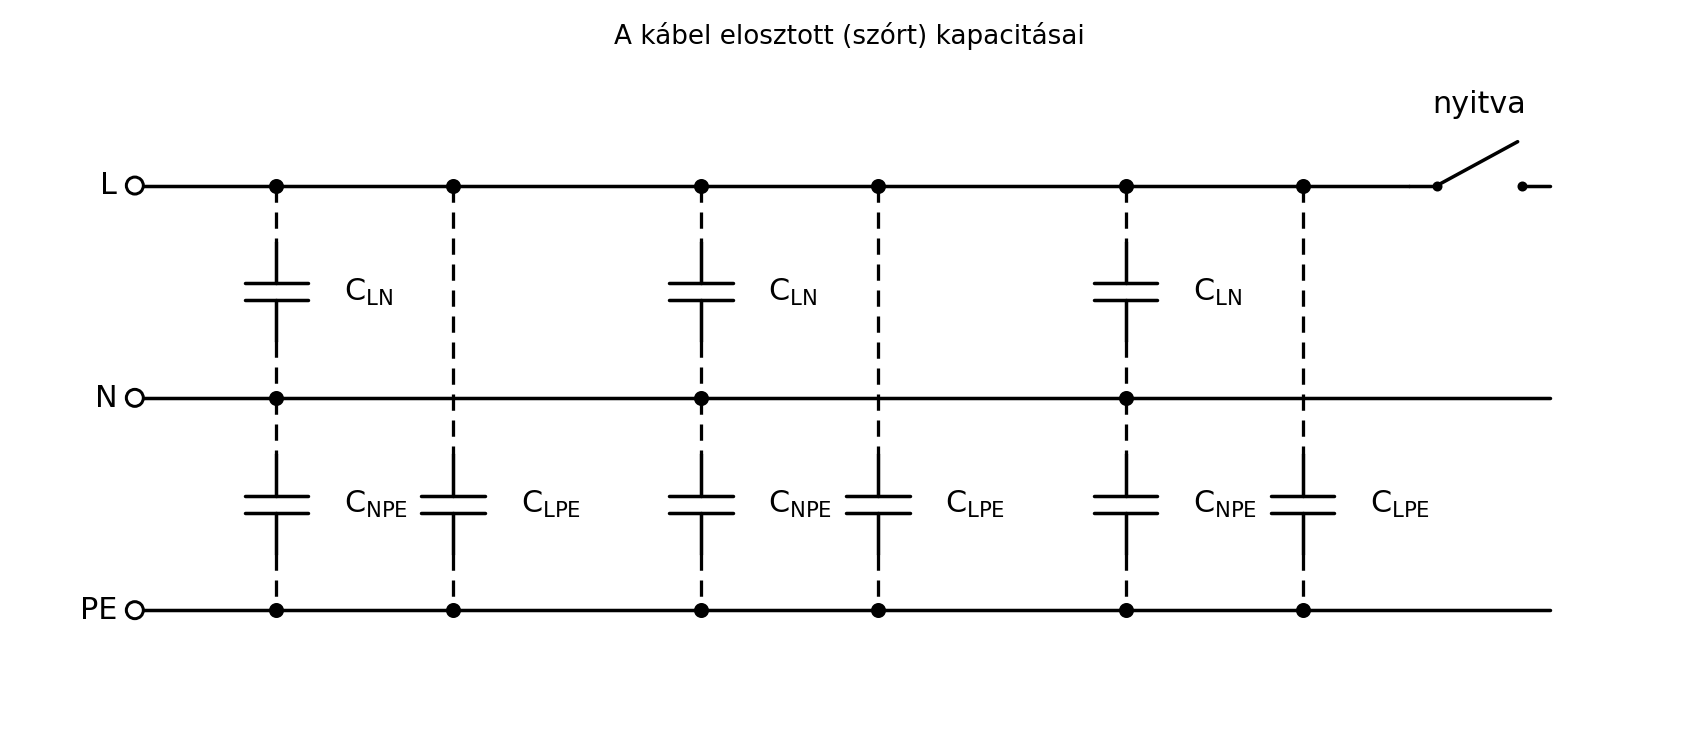 A kábel elosztott (szórt) kapacitásai
nyitva
L
C_LN C_LN C_LN
N
C_NPE C_LPE C_NPE C_LPE C_NPE C_LPE
PE